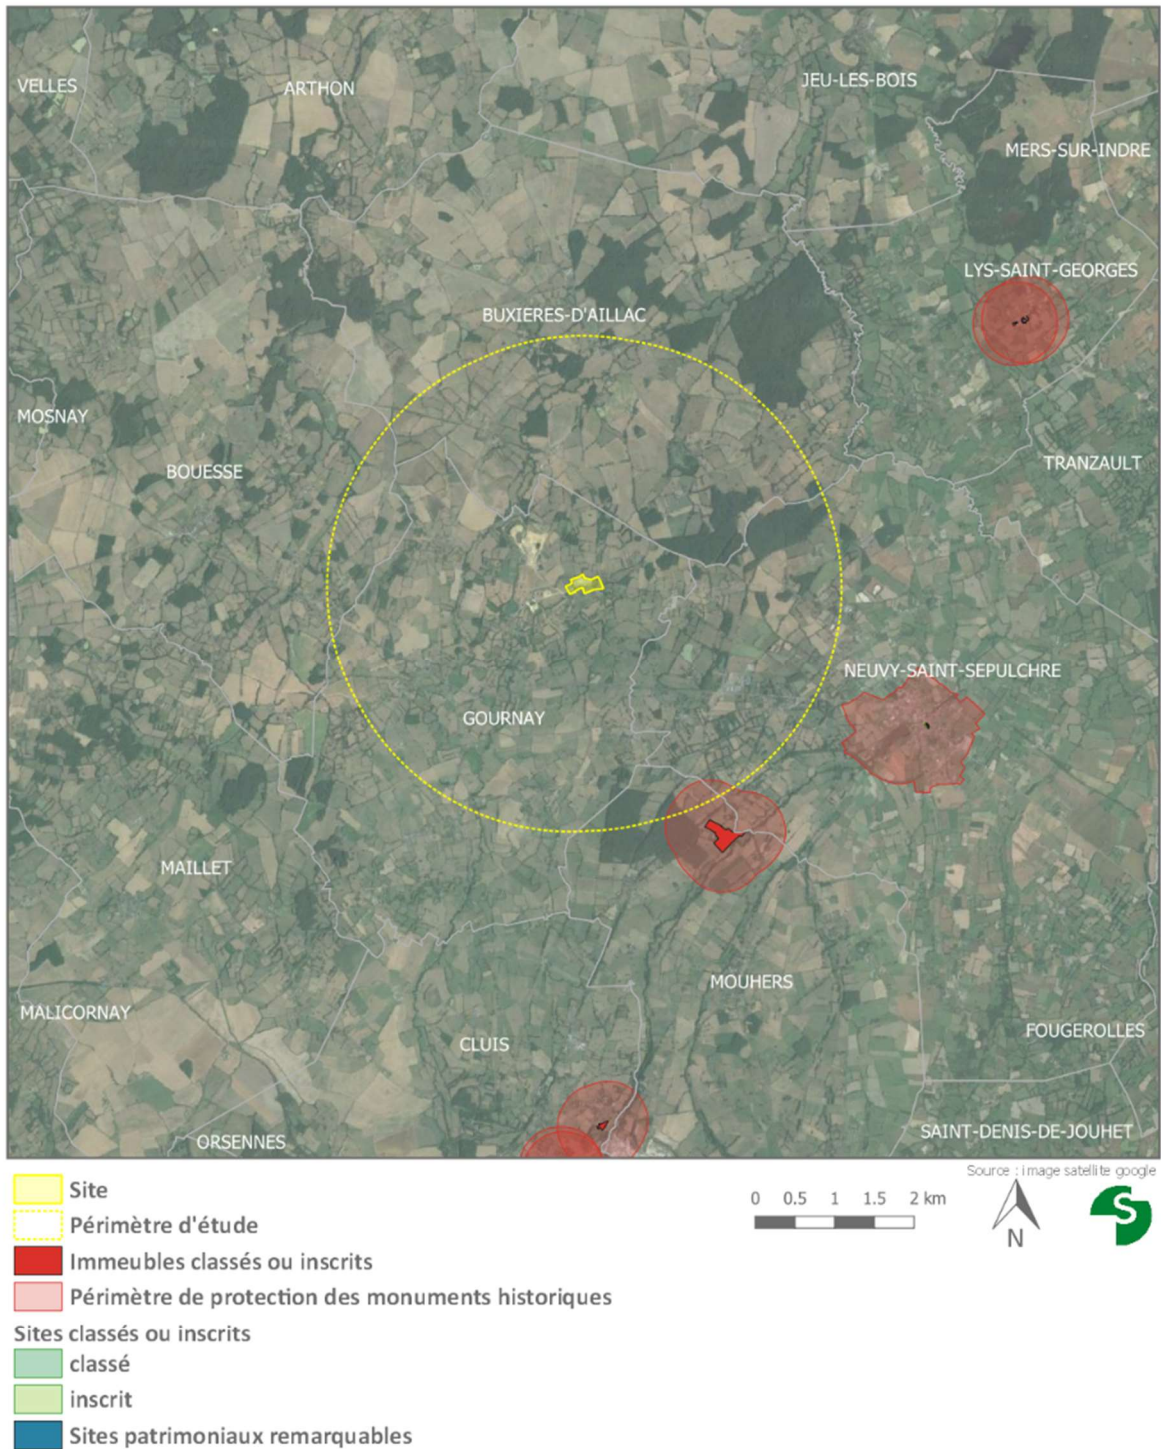 VELLES
ARTHON
JEU-LES-BOIS
MERS-SUR-INDRE
LYS-SAINT-GEORGES
BUXIERES-D'AILLAC
MOSNAY
BOUESSE
TRANZAULT
NEUVY-SAINT-SEPULCHRE
GOURNAY
MAILLET
MOUHERS
MALICORNAY
FOUGEROLLES
CLUIS
ORSENNES
SAINT-DENIS-DE-JOUHET
Source : image satellite google
Site
Périmètre d'étude
Immeubles classés ou inscrits
Périmètre de protection des monuments historiques
Sites classés ou inscrits
classé
inscrit
Sites patrimoniaux remarquables
0 0.5 1 1.5 2 km
N
S